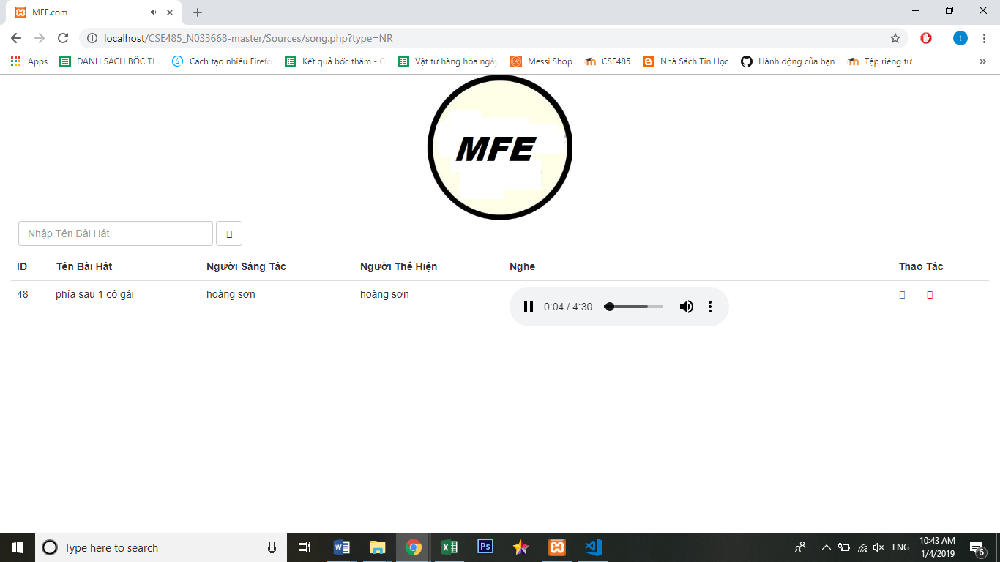 MFE.com
localhost/CSE485_N033668-master/Sources/song.php?type=NR
t
Apps DANH SÁCH BỐC TH Cách tạo nhiều Firefo Kết quả bốc thăm - G Vật tư hàng hóa ngày Messi Shop CSE485 Nhà Sách Tin Học Hành động của bạn Tệp riêng tư »
MFE
Nhập Tên Bài Hát
ID Tên Bài Hát Người Sáng Tác Người Thể Hiện Nghe Thao Tác
48 phía sau 1 cô gái hoàng sơn hoàng sơn 0:04 / 4:30
Type here to search
Ps
ENG
10:43 AM
1/4/2019
6